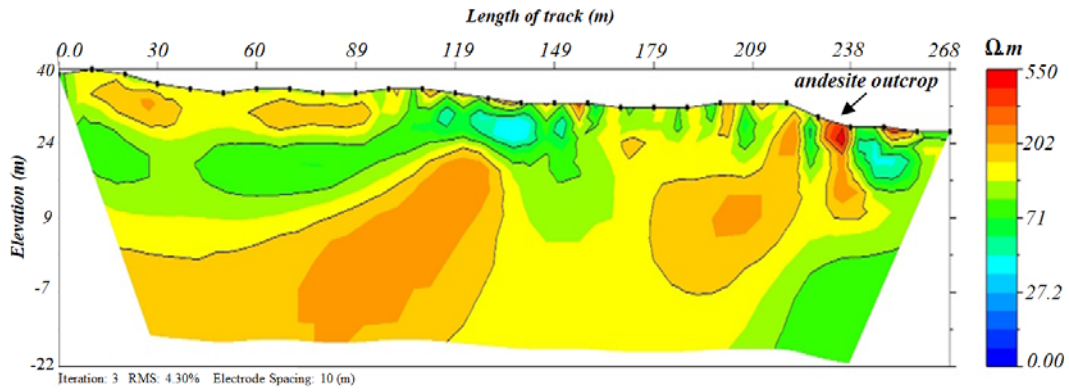 Length of track (m)
0.0 30 60 89 119 149 179 209 238 268
Ω.m
40 550
andesite outcrop
24 202
Elevation (m)
9 71
-7 27.2
-22 0.00
Iteration: 3 RMS: 4.30% Electrode Spacing: 10 (m)